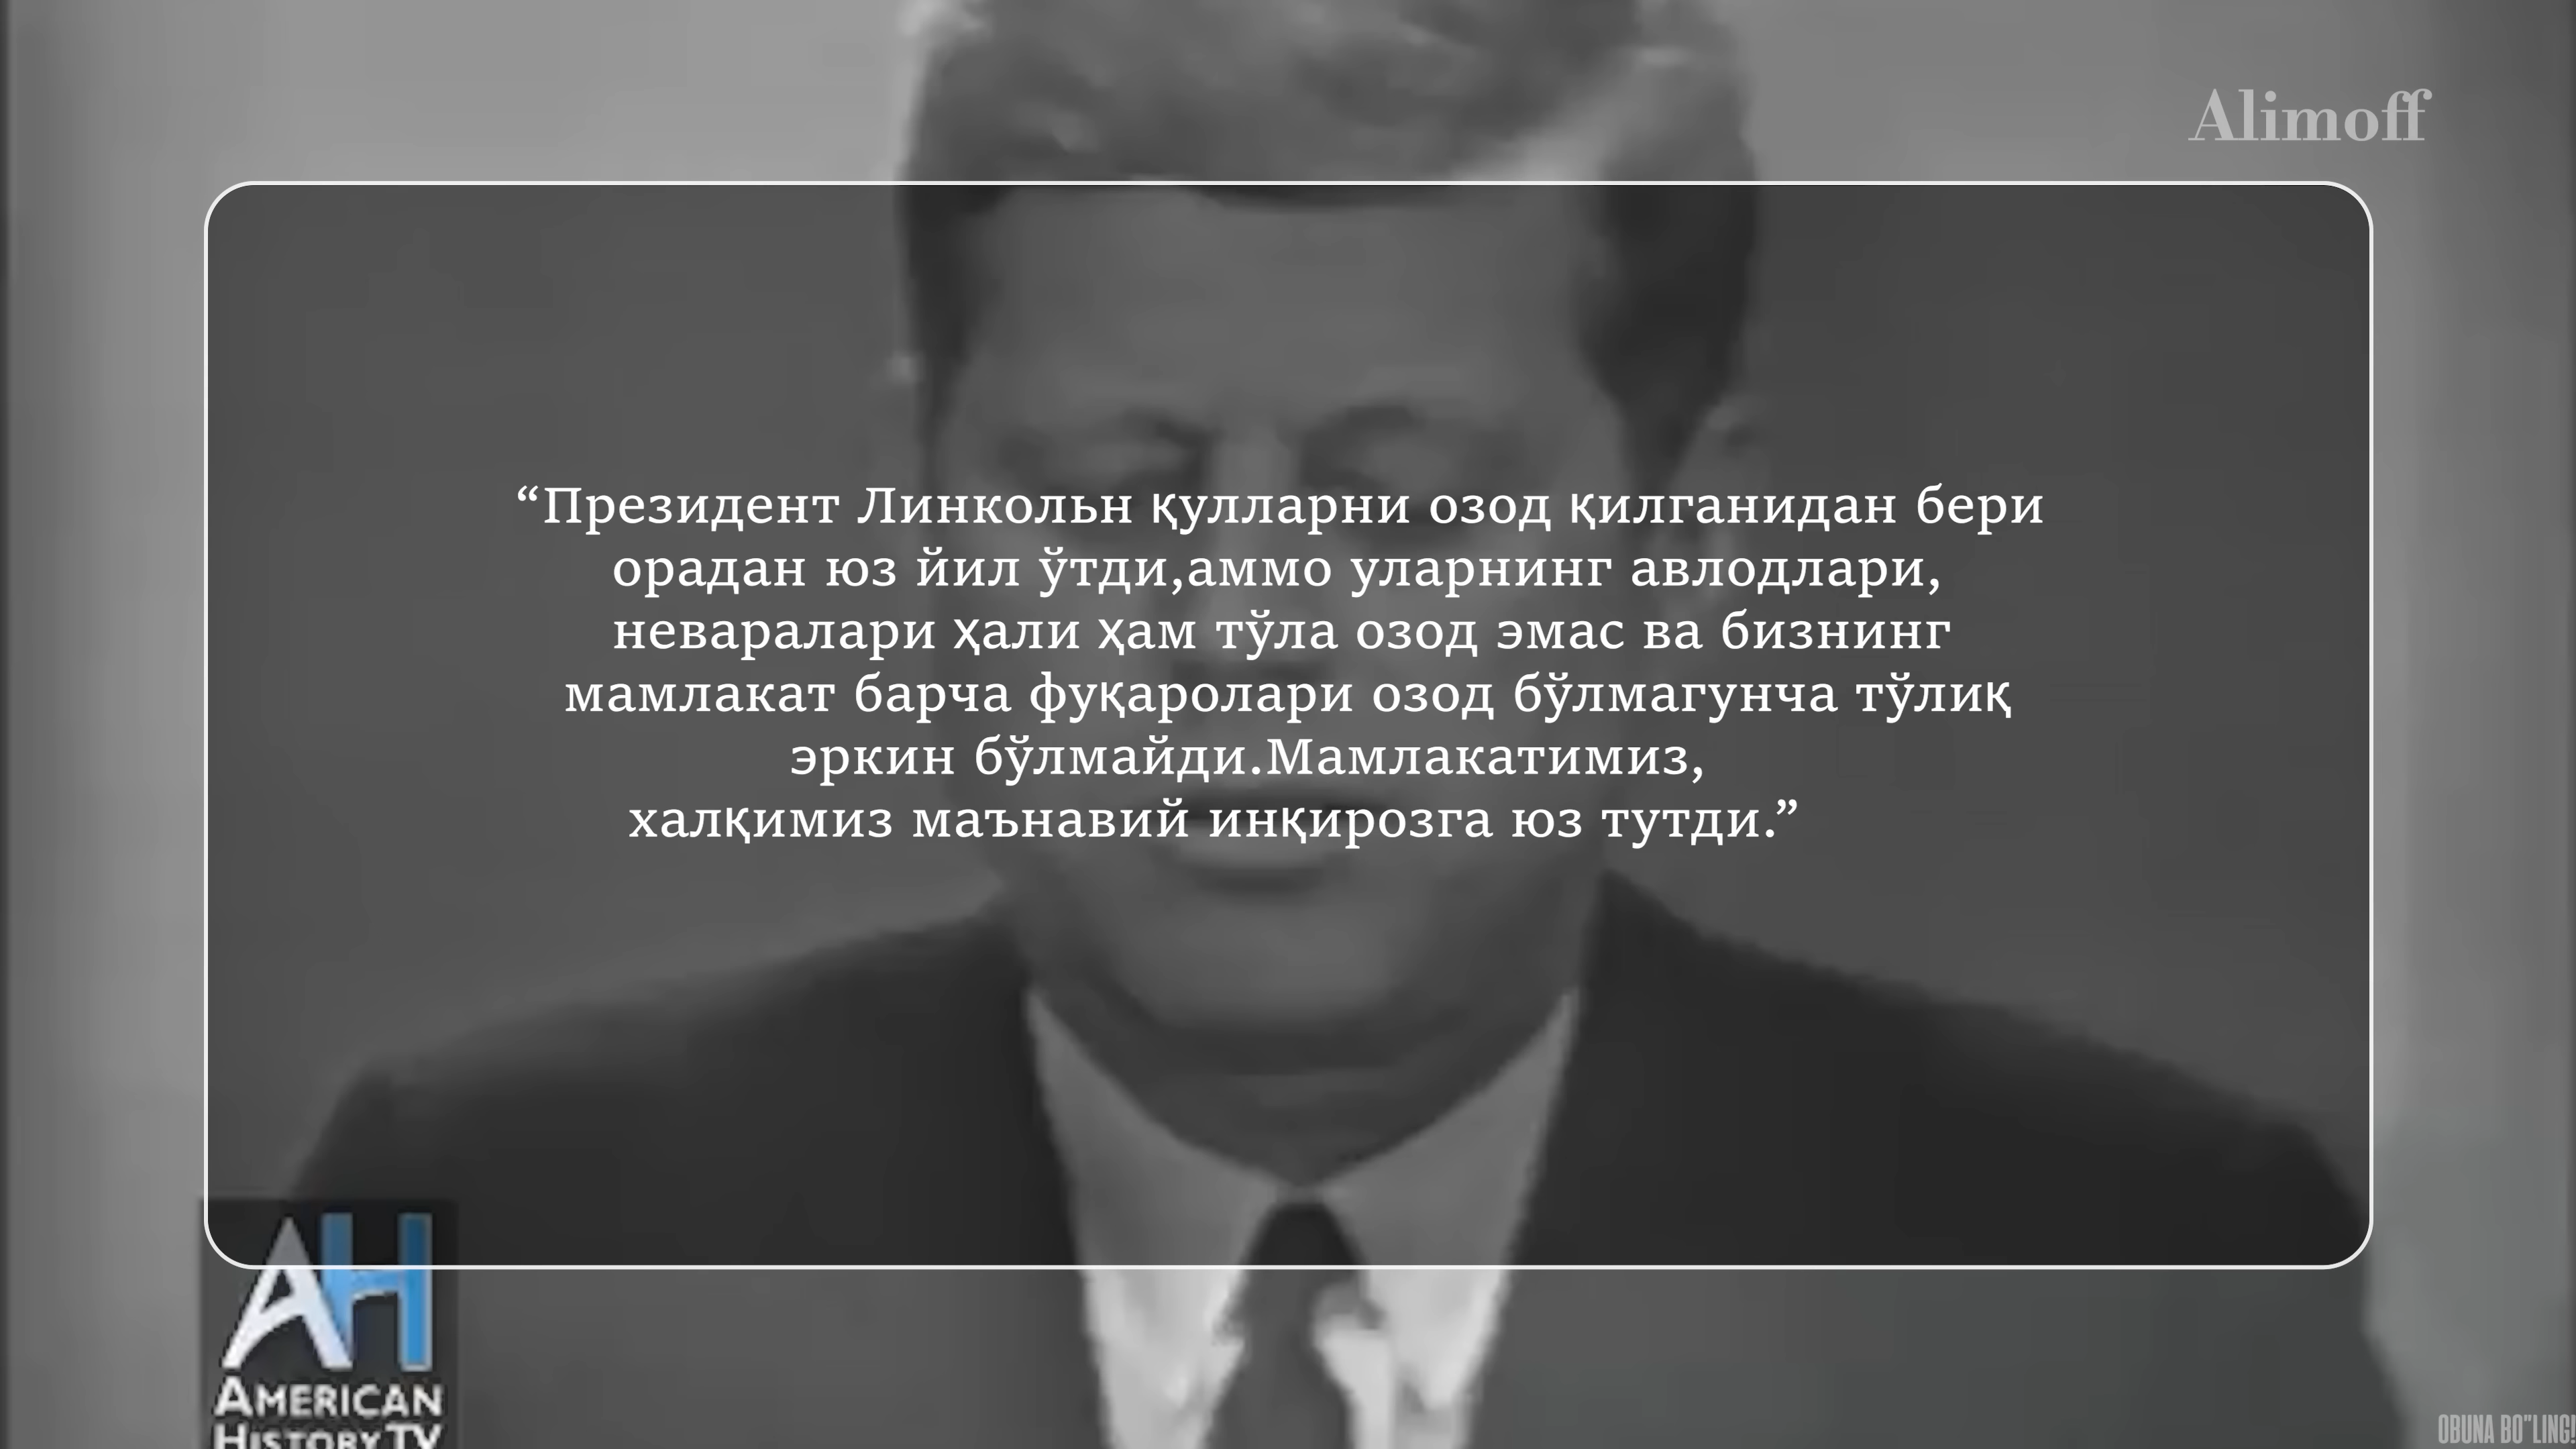 Alimoff
“Президент Линкольн қулларни озод қилганидан бери
орадан юз йил ўтди,аммо уларнинг авлодлари,
неваралари ҳали ҳам тўла озод эмас ва бизнинг
мамлакат барча фуқаролари озод бўлмагунча тўлиқ
эркин бўлмайди.Мамлакатимиз,
халқимиз маънавий инқирозга юз тутди.”
AH
AMERICAN
HISTORY TV
OBUNA BO"LING!